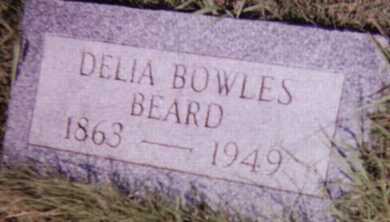 DELIA BOWLES
BEARD
1863 — 1949